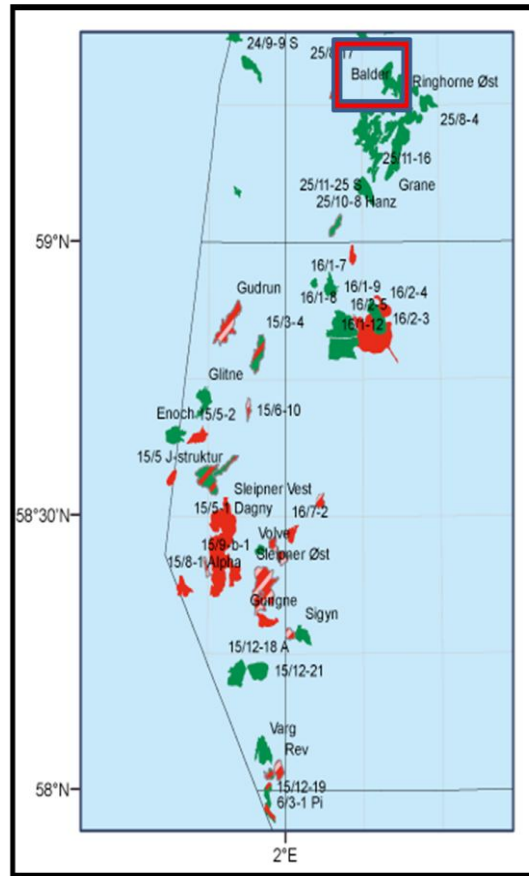 24/9-9 S
25/8-17
Balder
Ringhorne Øst
25/8-4
25/11-16
25/11-25 S
Grane
25/10-8 Hanz
59°N
16/1-7
16/1-9
16/1-8
16/2-4
16/2-5
Gudrun
15/3-4
16/1-12
16/2-3
Glitne
Enoch
15/5-2
15/6-10
15/5 J-struktur
Sleipner Vest
15/5-1 Dagny
16/7-2
58°30'N
Volve
15/9-b-1
Sleipner Øst
15/8-1 Alpha
Gungne
Sigyn
15/12-18 A
15/12-21
Varg
Rev
15/12-19
58°N
6/3-1 Pi
2°E